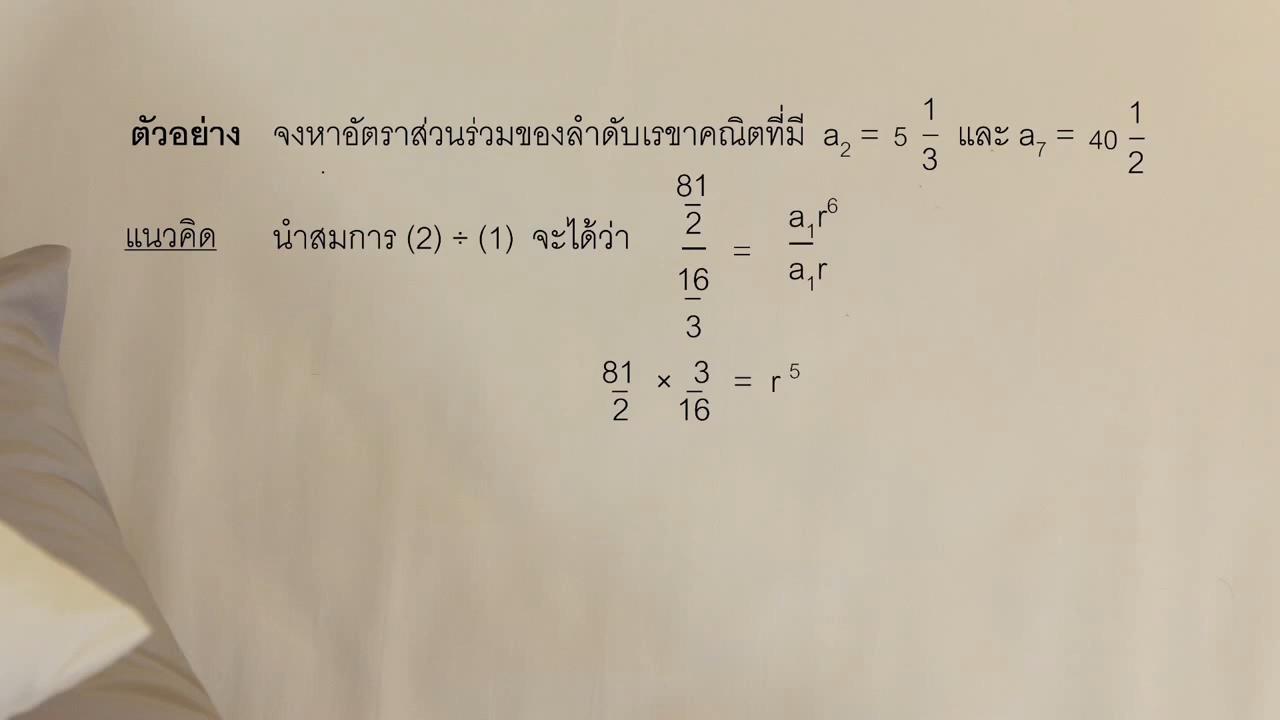 ตัวอย่าง จงหาอัตราส่วนร่วมของลำดับเรขาคณิตที่มี a₂ = 5 1/3 และ a₇ = 40 1/2
แนวคิด นำสมการ (2) ÷ (1) จะได้ว่า (81/2)/(16/3) = a₁r⁶/a₁r
81/2 × 3/16 = r⁵